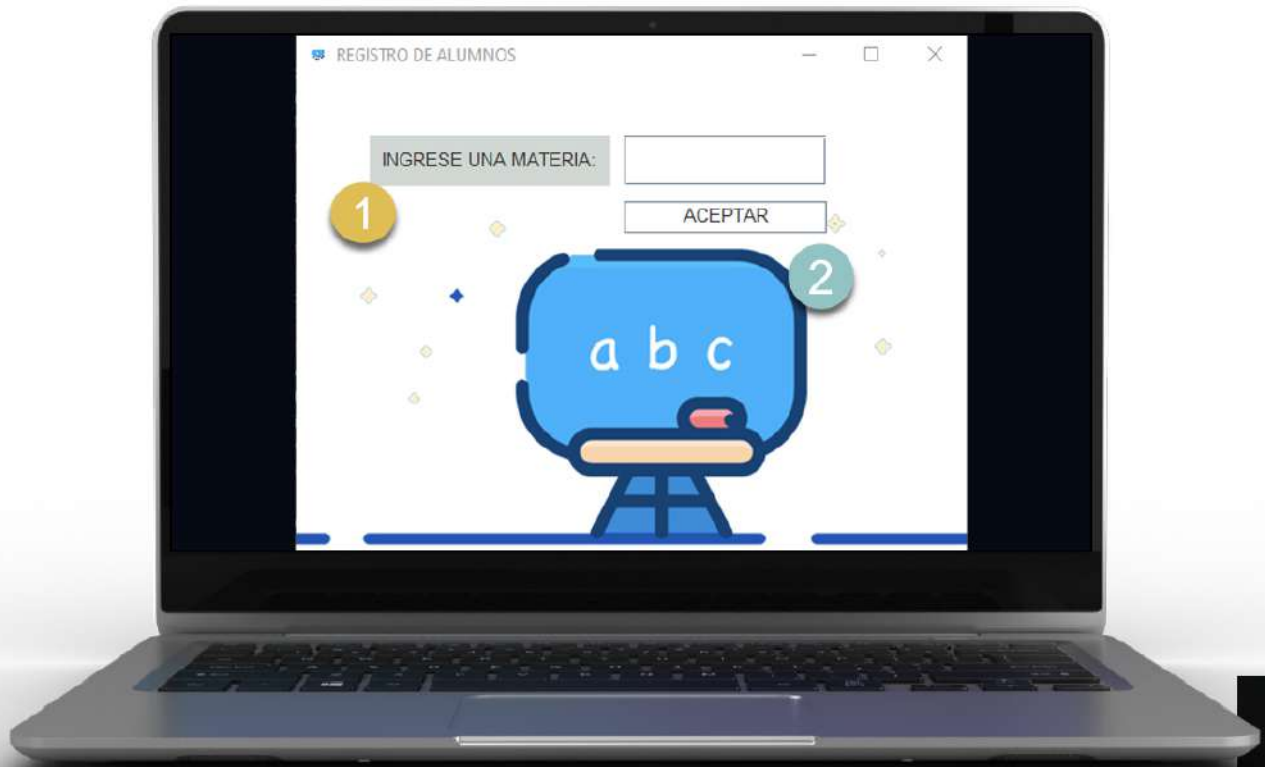 REGISTRO DE ALUMNOS
INGRESE UNA MATERIA:
1
ACEPTAR
2
a b c